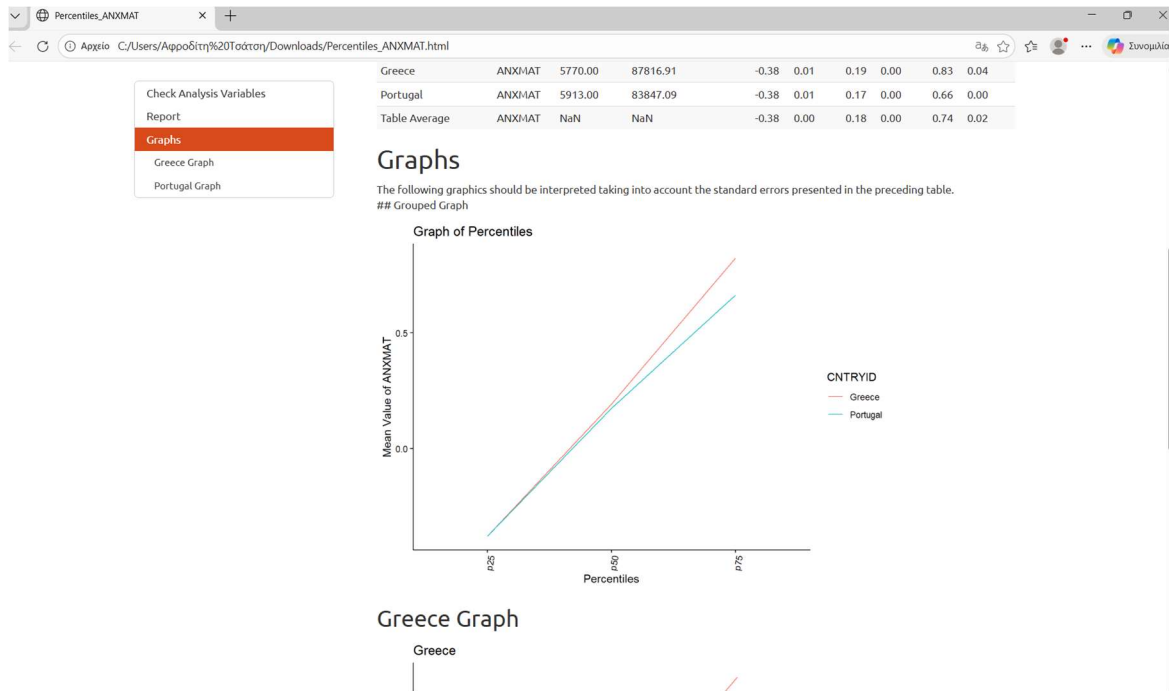 Percentiles_ANXMAT
Αρχείο C:/Users/Αφροδίτη%20Τσάτση/Downloads/Percentiles_ANXMAT.html
aあ
Συνομιλία
Check Analysis Variables
Report
Graphs
Greece Graph
Portugal Graph
Greece ANXMAT 5770.00 87816.91 -0.38 0.01 0.19 0.00 0.83 0.04
Portugal ANXMAT 5913.00 83847.09 -0.38 0.01 0.17 0.00 0.66 0.00
Table Average ANXMAT NaN NaN -0.38 0.00 0.18 0.00 0.74 0.02
Graphs
The following graphics should be interpreted taking into account the standard errors presented in the preceding table.
## Grouped Graph
Graph of Percentiles
Mean Value of ANXMAT
0.5
0.0
p25
p50
p75
Percentiles
CNTRYID
Greece
Portugal
Greece Graph
Greece